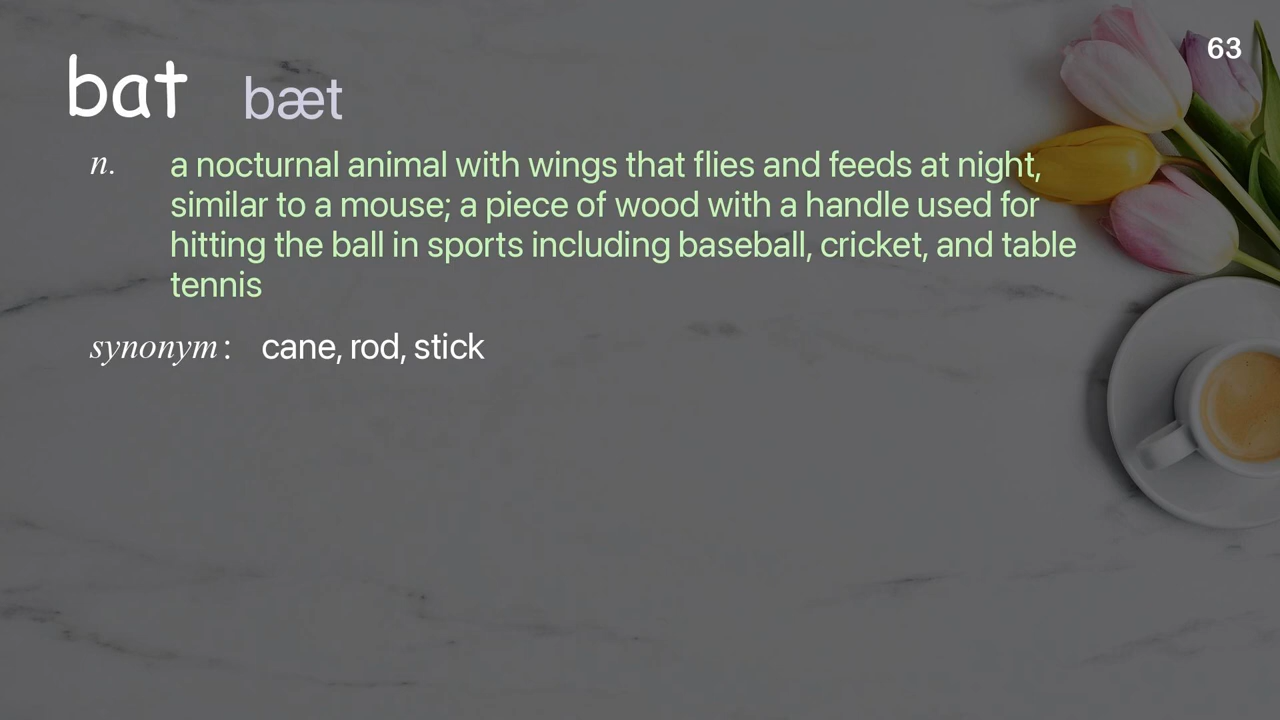 63
bat bæt
n. a nocturnal animal with wings that flies and feeds at night,
similar to a mouse; a piece of wood with a handle used for
hitting the ball in sports including baseball, cricket, and table
tennis
synonym: cane, rod, stick